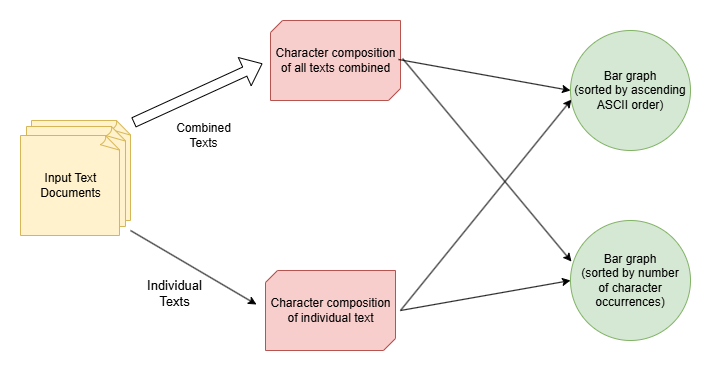 Input Text
Documents
Combined
Texts
Individual
Texts
Character composition
of all texts combined
Character composition
of individual text
Bar graph
(sorted by ascending
ASCII order)
Bar graph
(sorted by number
of character
occurrences)